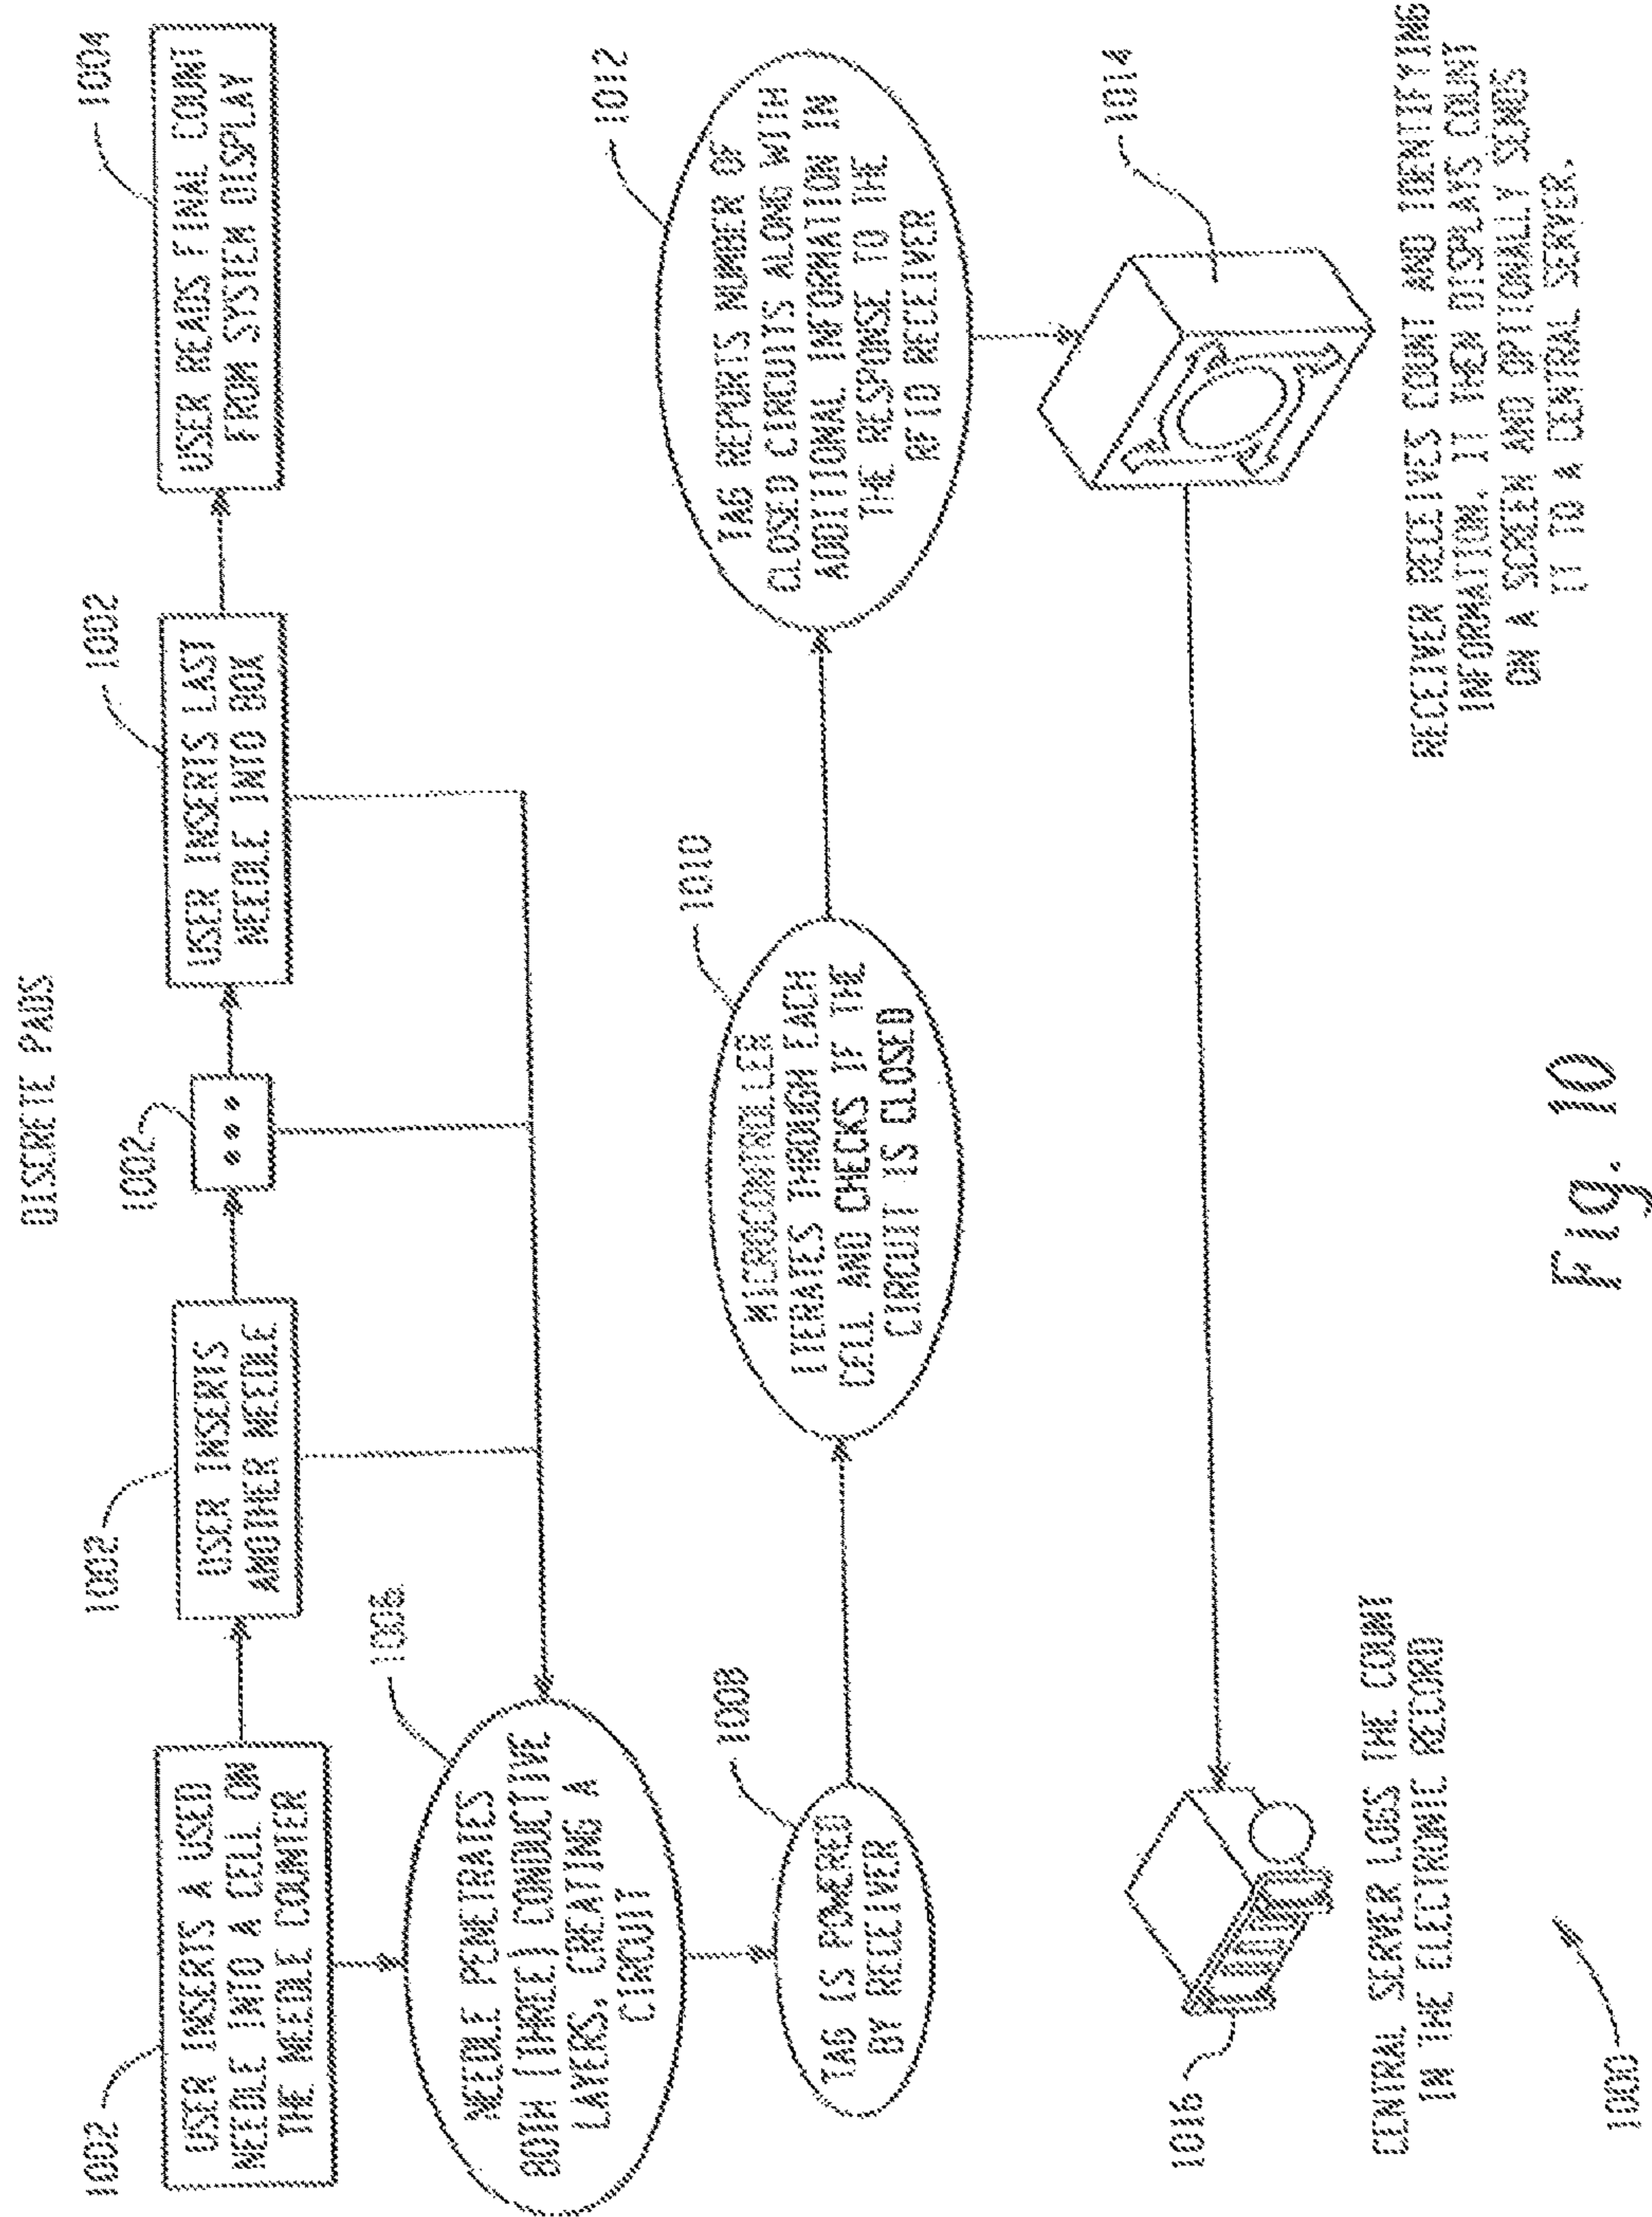 DISCRETE PADS
1002
USER INSERTS A USED
NEEDLE INTO A CELL ON
THE NEEDLE COUNTER
1002
USER INSERTS
ANOTHER NEEDLE
1002
1002
USER INSERTS LAST
NEEDLE INTO BOX
1004
USER READS FINAL COUNT
FROM SYSTEM DISPLAY
1006
NEEDLE PENETRATES
BOTH (THREE) CONDUCTIVE
LAYERS, CREATING A
CIRCUIT
1008
TAG IS POWERED
BY RECEIVER
1010
MICROCONTROLLER
ITERATES THROUGH EACH
CELL AND CHECKS IF THE
CIRCUIT IS CLOSED
1012
TAG REPORTS NUMBER OF
CLOSED CIRCUITS ALONG WITH
ADDITIONAL INFORMATION IN
THE RESPONSE TO THE
RFID RECEIVER
1016
CENTRAL SERVER LOGS THE COUNT
IN THE ELECTRONIC RECORD
1014
RECEIVER RECEIVES COUNT AND IDENTIFYING
INFORMATION. IT THEN DISPLAYS COUNT
ON A SCREEN AND OPTIONALLY SENDS
IT TO A CENTRAL SERVER.
1000
Fig. 10